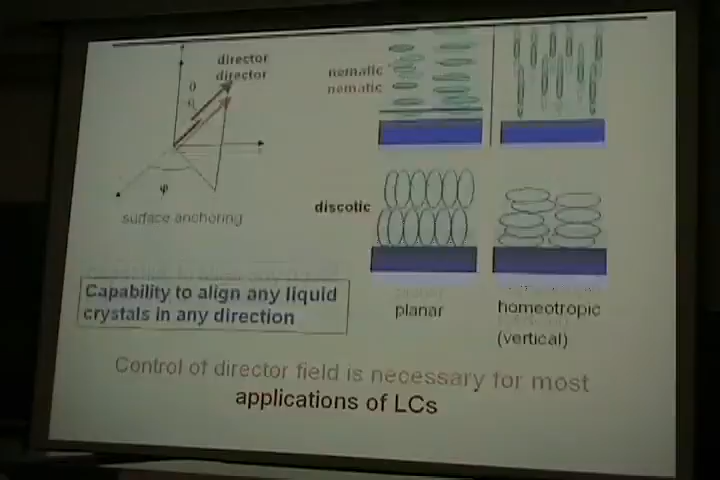 director
director
θ
φ
surface anchoring
nematic
nematic
discotic
planar
homeotropic
(vertical)
Capability to align any liquid
crystals in any direction
Control of director field is necessary for most
applications of LCs